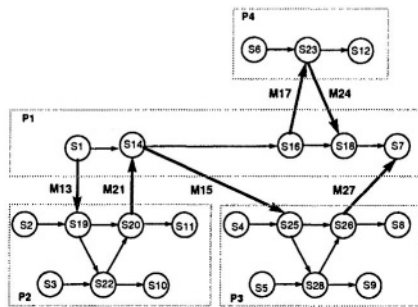 P4
S6 S23 S12
M17 M24
P1
S1 S14 S16 S18 S7
M13 M21 M15 M27
S2 S19 S20 S11 S4 S25 S26 S8
S3 S22 S10 S5 S28 S9
P2 P3